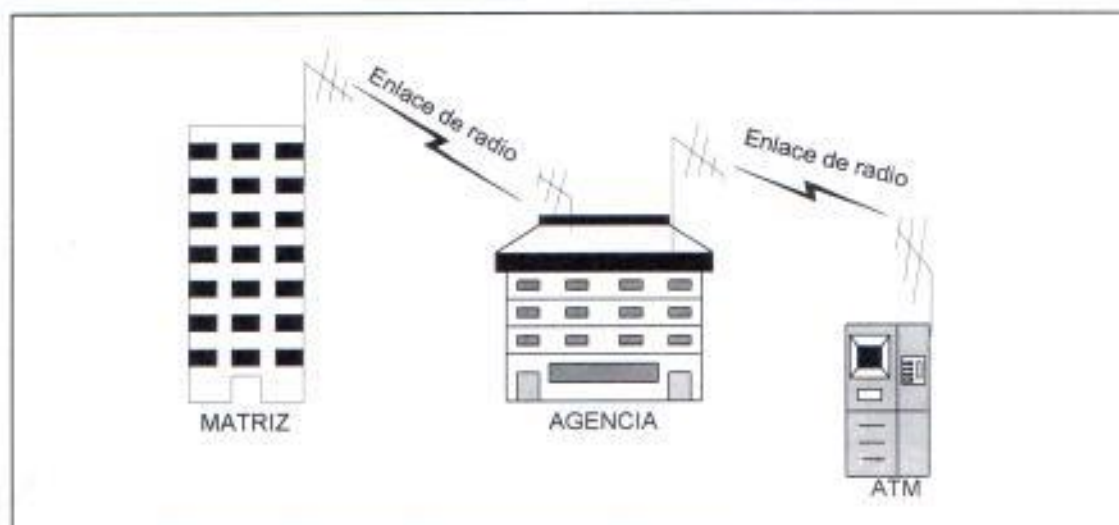 Enlace de radio
Enlace de radio
MATRIZ
AGENCIA
ATM